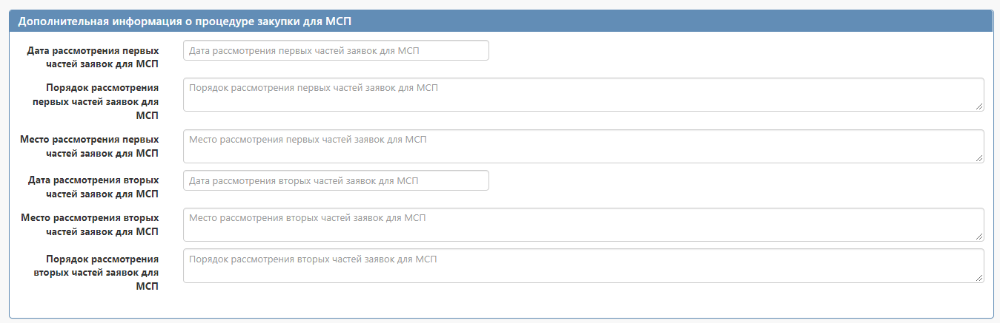 Дополнительная информация о процедуре закупки для МСП
Дата рассмотрения первых
частей заявок для МСП
Дата рассмотрения первых частей заявок для МСП
Порядок рассмотрения
первых частей заявок для
МСП
Порядок рассмотрения первых частей заявок для МСП
Место рассмотрения первых
частей заявок для МСП
Место рассмотрения первых частей заявок для МСП
Дата рассмотрения вторых
частей заявок для МСП
Дата рассмотрения вторых частей заявок для МСП
Место рассмотрения вторых
частей заявок для МСП
Место рассмотрения вторых частей заявок для МСП
Порядок рассмотрения
вторых частей заявок для
МСП
Порядок рассмотрения вторых частей заявок для МСП